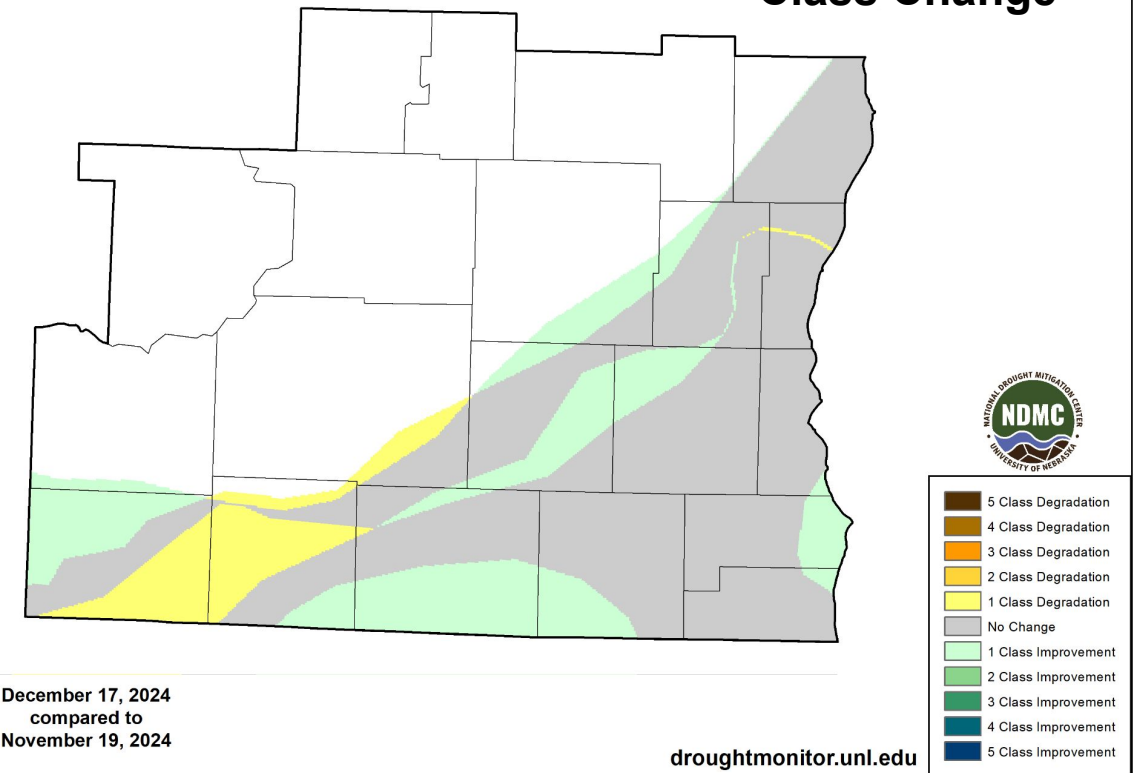 Class Change
NATIONAL DROUGHT MITIGATION CENTER
NDMC
UNIVERSITY OF NEBRASKA
5 Class Degradation
4 Class Degradation
3 Class Degradation
2 Class Degradation
1 Class Degradation
No Change
1 Class Improvement
2 Class Improvement
3 Class Improvement
4 Class Improvement
5 Class Improvement
December 17, 2024
compared to
November 19, 2024
droughtmonitor.unl.edu